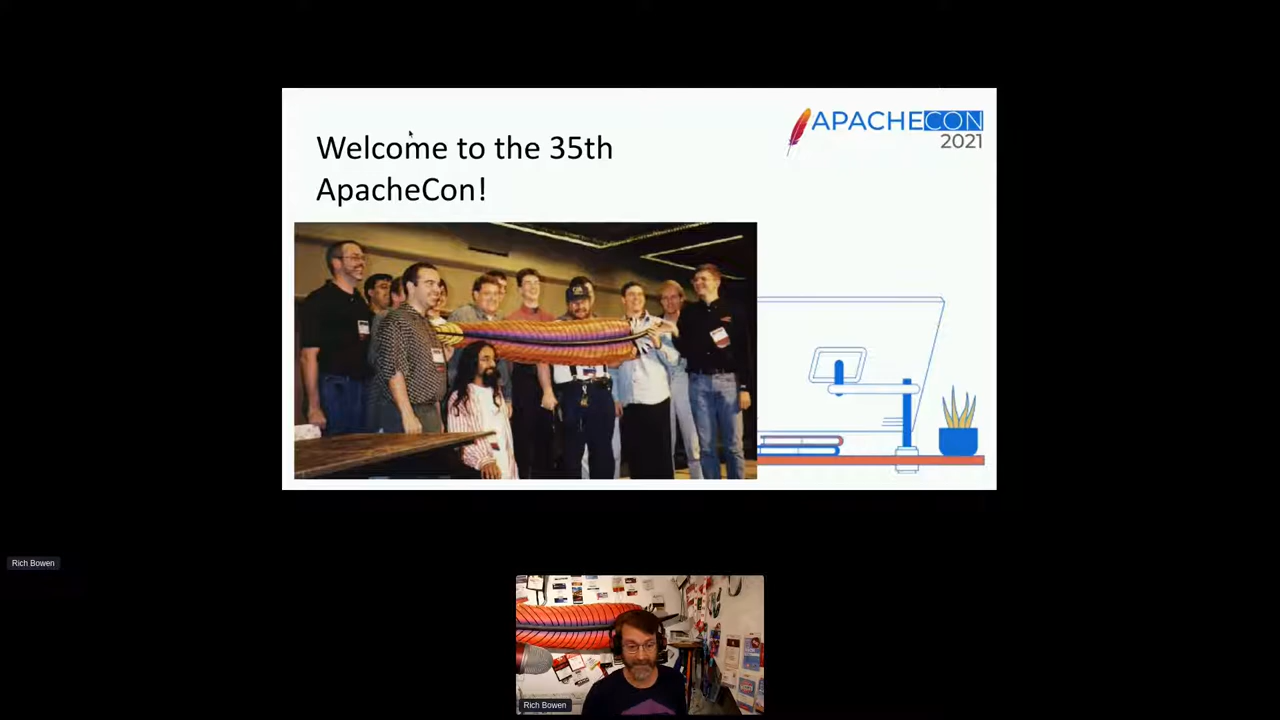 Welcome to the 35th
ApacheCon!
APACHECON
2021
Rich Bowen
Rich Bowen